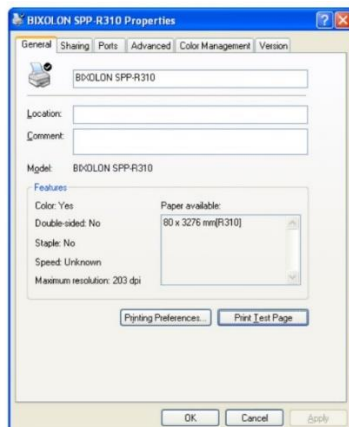 BIXOLON SPP-R310 Properties
General Sharing Ports Advanced Color Management Version
BIXOLON SPP-R310
Location:
Comment:
Model: BIXOLON SPP-R310
Features
Color: Yes
Paper available:
Double-sided: No
80 x 3276 mm[R310]
Staple: No
Speed: Unknown
Maximum resolution: 203 dpi
Printing Preferences...
Print Test Page
OK Cancel Apply